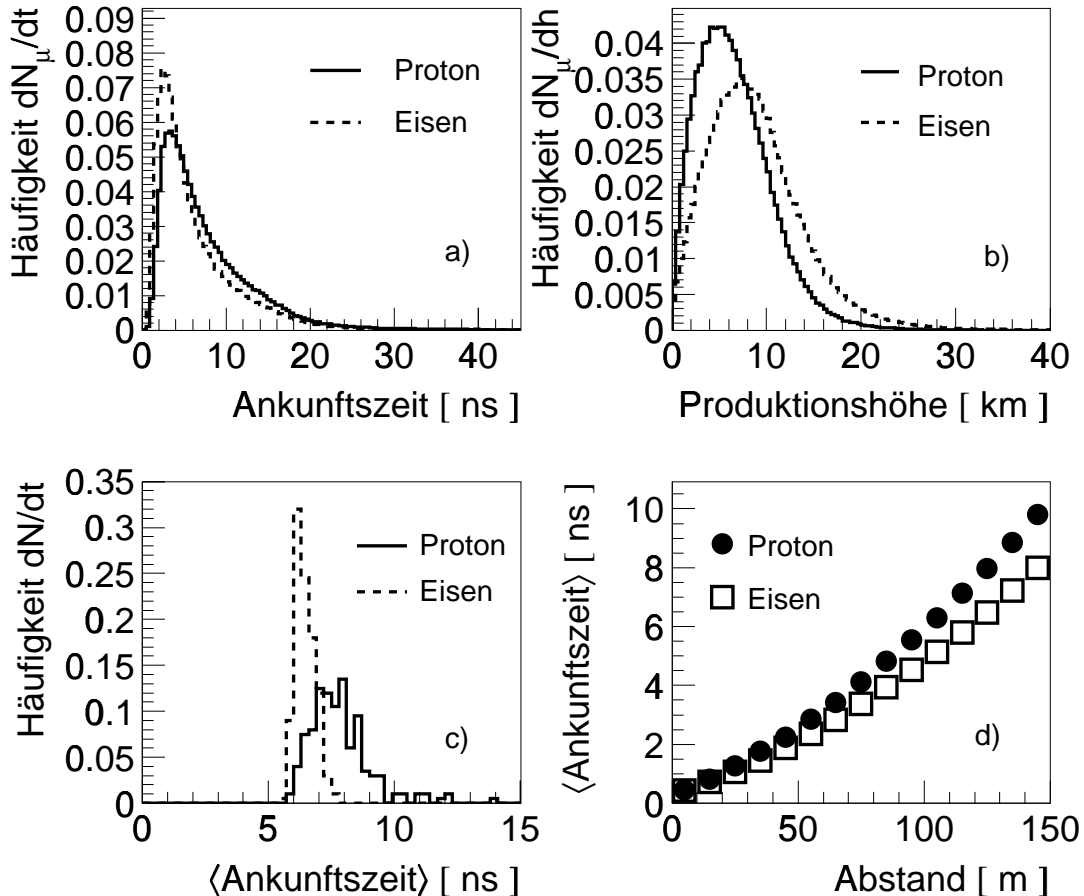 Häufigkeit dN_μ/dt
0.09
0.08
0.07
0.06
0.05
0.04
0.03
0.02
0.01
0
Proton
Eisen
a)
0 10 20 30 40
Ankunftszeit [ ns ]
Häufigkeit dN_μ/dh
0.04
0.035
0.03
0.025
0.02
0.015
0.01
0.005
0
Proton
Eisen
b)
0 10 20 30 40
Produktionshöhe [ km ]
Häufigkeit dN/dt
0.35
0.3
0.25
0.2
0.15
0.1
0.05
0
Proton
Eisen
c)
0 5 10 15
⟨Ankunftszeit⟩ [ ns ]
⟨Ankunftszeit⟩ [ ns ]
10
8
6
4
2
0
Proton
Eisen
d)
0 50 100 150
Abstand [ m ]